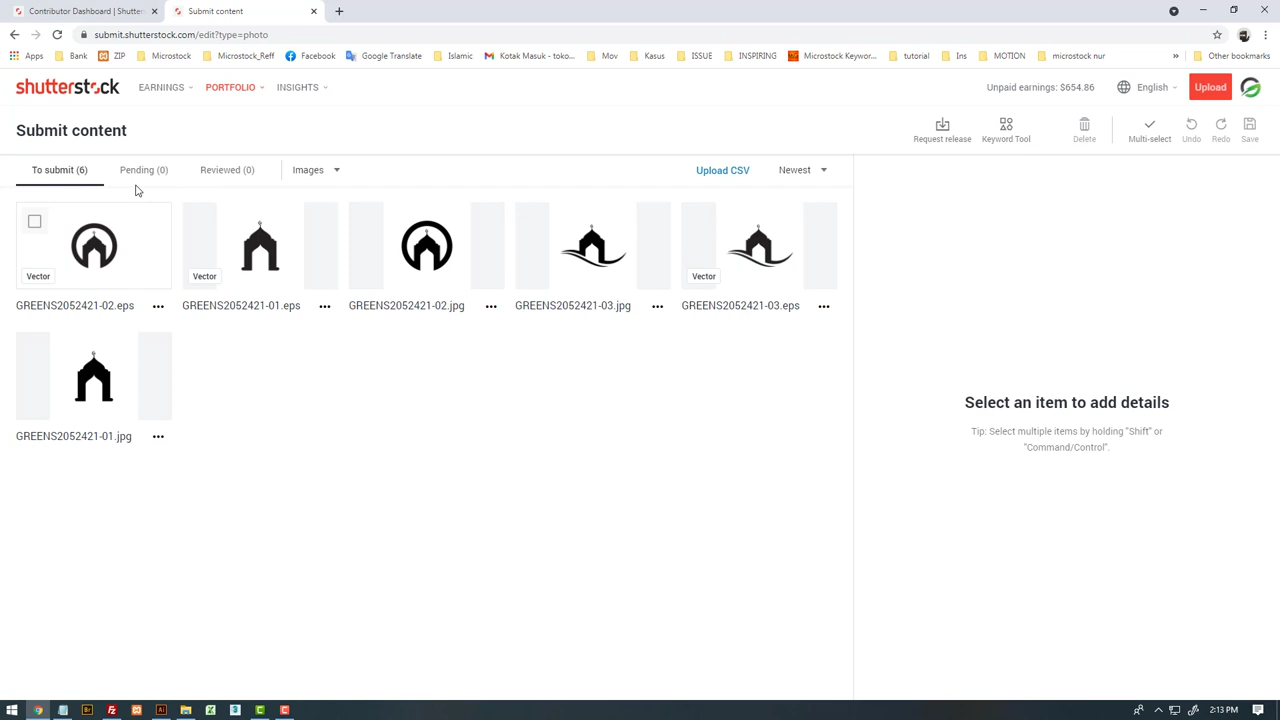 Contributor Dashboard | Shutters
Submit content
submit.shutterstock.com/edit?type=photo
Apps
Bank
ZIP
Microstock
Microstock_Reff
Facebook
Google Translate
Islamic
Kotak Masuk - toko...
Mov
Kasus
ISSUE
INSPIRING
Microstock Keywor...
tutorial
Ins
MOTION
microstock nur
»
Other bookmarks
shutterstock
EARNINGS
PORTFOLIO
INSIGHTS
Unpaid earnings: $654.86
English
Upload
Submit content
Request release
Keyword Tool
Delete
Multi-select
Undo
Redo
Save
To submit (6)
Pending (0)
Reviewed (0)
Images
Upload CSV
Newest
Vector
Vector
Vector
GREENS2052421-02.eps
GREENS2052421-01.eps
GREENS2052421-02.jpg
GREENS2052421-03.jpg
GREENS2052421-03.eps
GREENS2052421-01.jpg
Select an item to add details
Tip: Select multiple items by holding "Shift" or
"Command/Control".
Br
Fz
Ai
2:13 PM